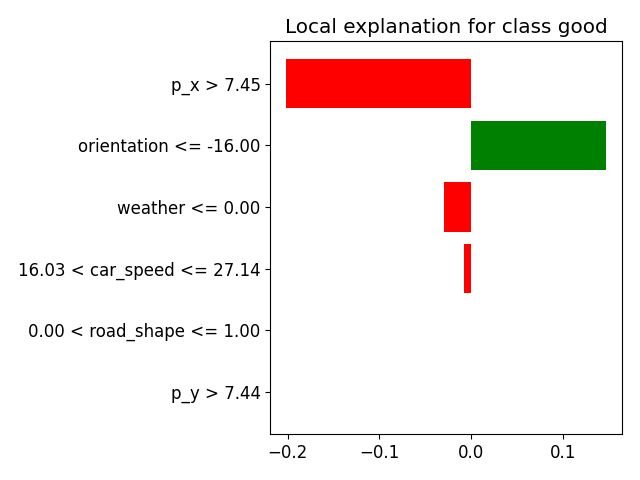 Local explanation for class good
p_x > 7.45
orientation <= -16.00
weather <= 0.00
16.03 < car_speed <= 27.14
0.00 < road_shape <= 1.00
p_y > 7.44
−0.2 −0.1 0.0 0.1